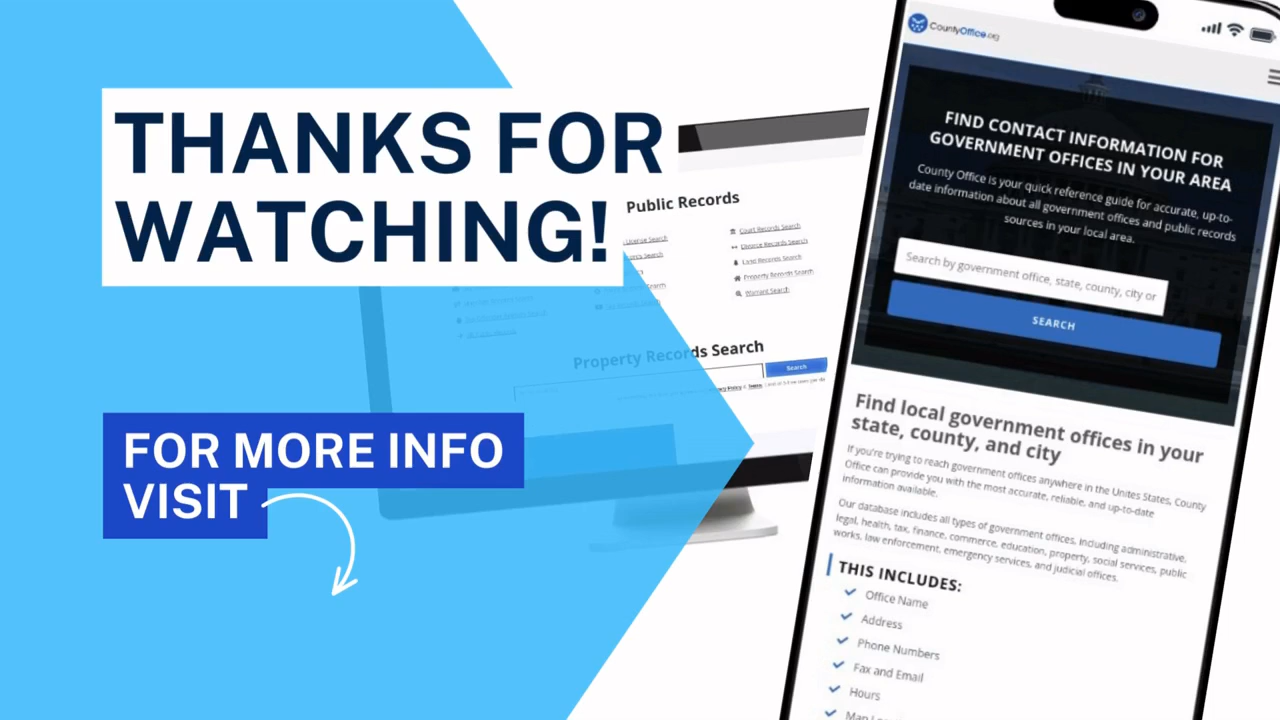 THANKS FOR
WATCHING!
FOR MORE INFO
VISIT
Public Records
License Search
Court Records Search
Divorce Records Search
Land Records Search
Property Records Search
Warrant Search
Property Records Search
Search
CountyOffice.org
FIND CONTACT INFORMATION FOR
GOVERNMENT OFFICES IN YOUR AREA
County Office is your quick reference guide for accurate, up-to-
date information about all government offices and public records
sources in your local area.
Search by government office, state, county, city or
SEARCH
Find local government offices in your
state, county, and city
If you're trying to reach government offices anywhere in the Unites States, County
Office can provide you with the most accurate, reliable, and up-to-date
information available.
Our database includes all types of government offices, including administrative,
legal, health, tax, finance, commerce, education, property, social services, public
works, law enforcement, emergency services, and judicial offices.
THIS INCLUDES:
Office Name
Address
Phone Numbers
Fax and Email
Hours
Map